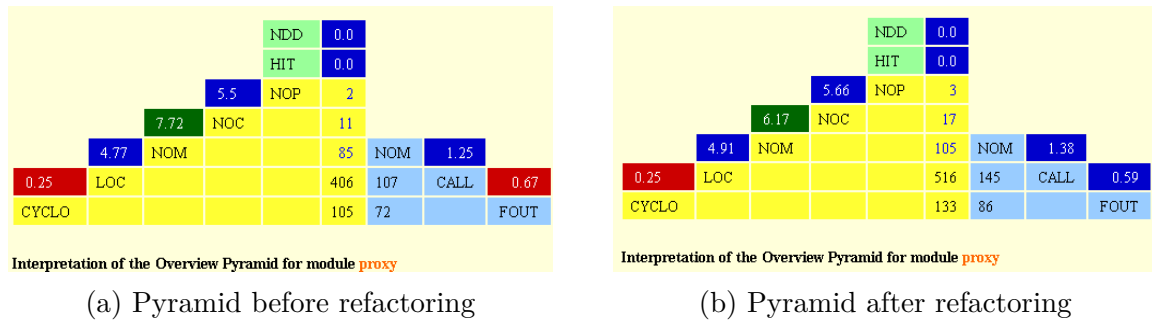 NDD 0.0
HIT 0.0
5.5 NOP 2
7.72 NOC 11
4.77 NOM 85 NOM 1.25
0.25 LOC 406 107 CALL 0.67
CYCLO 105 72 FOUT
Interpretation of the Overview Pyramid for module proxy
(a) Pyramid before refactoring
NDD 0.0
HIT 0.0
5.66 NOP 3
6.17 NOC 17
4.91 NOM 105 NOM 1.38
0.25 LOC 516 145 CALL 0.59
CYCLO 133 86 FOUT
Interpretation of the Overview Pyramid for module proxy
(b) Pyramid after refactoring